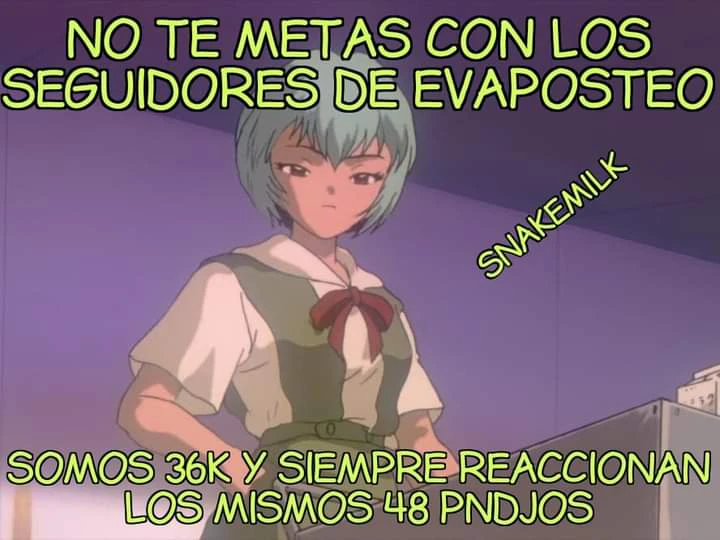 NO TE METAS CON LOS
SEGUIDORES DE EVAPOSTEO
SNAKEMILK
SOMOS 36K Y SIEMPRE REACCIONAN
LOS MISMOS 48 PNDJOS